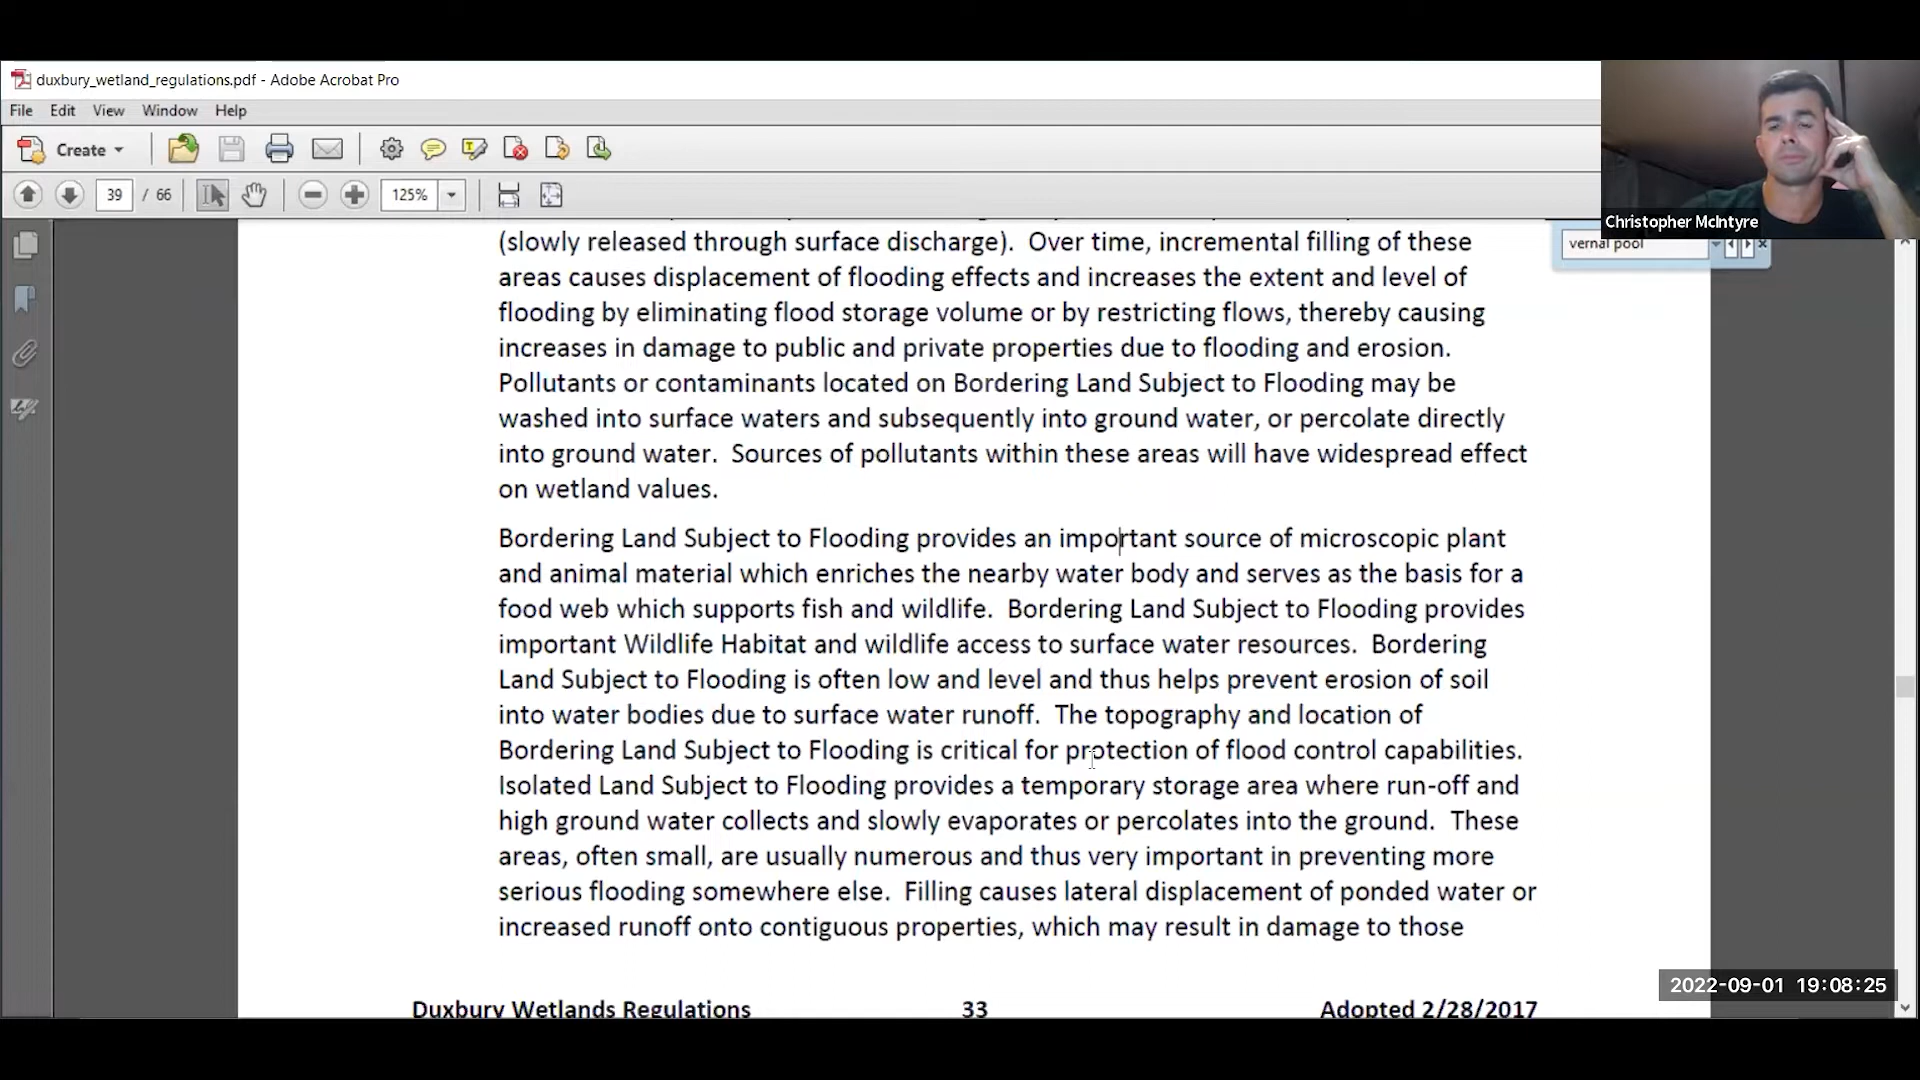 duxbury_wetland_regulations.pdf - Adobe Acrobat Pro
File Edit View Window Help
Create
39 / 66 125%
Christopher McIntyre
vernal pool
(slowly released through surface discharge). Over time, incremental filling of these
areas causes displacement of flooding effects and increases the extent and level of
flooding by eliminating flood storage volume or by restricting flows, thereby causing
increases in damage to public and private properties due to flooding and erosion.
Pollutants or contaminants located on Bordering Land Subject to Flooding may be
washed into surface waters and subsequently into ground water, or percolate directly
into ground water. Sources of pollutants within these areas will have widespread effect
on wetland values.
Bordering Land Subject to Flooding provides an important source of microscopic plant
and animal material which enriches the nearby water body and serves as the basis for a
food web which supports fish and wildlife. Bordering Land Subject to Flooding provides
important Wildlife Habitat and wildlife access to surface water resources. Bordering
Land Subject to Flooding is often low and level and thus helps prevent erosion of soil
into water bodies due to surface water runoff. The topography and location of
Bordering Land Subject to Flooding is critical for protection of flood control capabilities.
Isolated Land Subject to Flooding provides a temporary storage area where run-off and
high ground water collects and slowly evaporates or percolates into the ground. These
areas, often small, are usually numerous and thus very important in preventing more
serious flooding somewhere else. Filling causes lateral displacement of ponded water or
increased runoff onto contiguous properties, which may result in damage to those
2022-09-01 19:08:25
Duxbury Wetlands Regulations 33 Adopted 2/28/2017